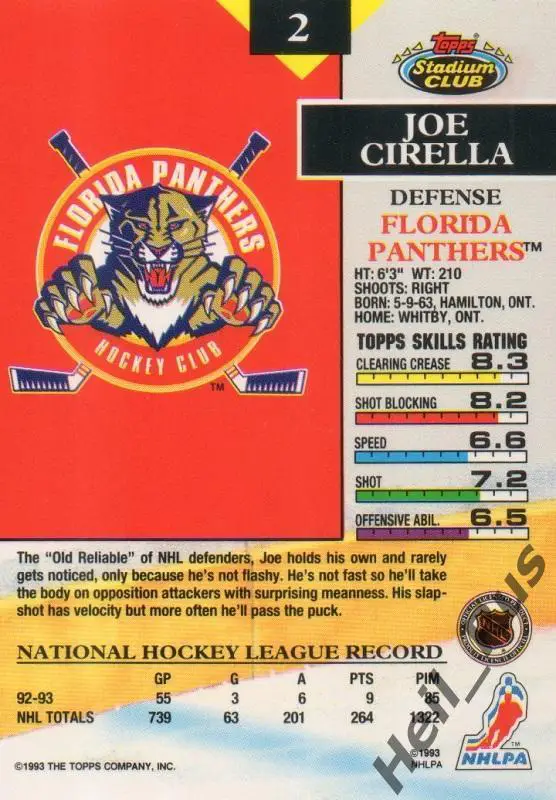 2
Topps
Stadium
CLUB
JOE
CIRELLA
DEFENSE
FLORIDA
PANTHERS™
HT: 6'3" WT: 210
SHOOTS: RIGHT
BORN: 5-9-63, HAMILTON, ONT.
HOME: WHITBY, ONT.
TOPPS SKILLS RATING
CLEARING CREASE 8.3
SHOT BLOCKING 8.2
SPEED 6.6
SHOT 7.2
OFFENSIVE ABIL. 6.5
FLORIDA PANTHERS
HOCKEY CLUB
TM
The "Old Reliable" of NHL defenders, Joe holds his own and rarely
gets noticed, only because he's not flashy. He's not fast so he'll take
the body on opposition attackers with surprising meanness. His slap-
shot has velocity but more often he'll pass the puck.
NATIONAL HOCKEY LEAGUE RECORD
GP G A PTS PIM
92-93 55 3 6 9 85
NHL TOTALS 739 63 201 264 1322
©1993 THE TOPPS COMPANY, INC.
©1993
NHLPA
NHL
NHLPA
TM
Heil_rus